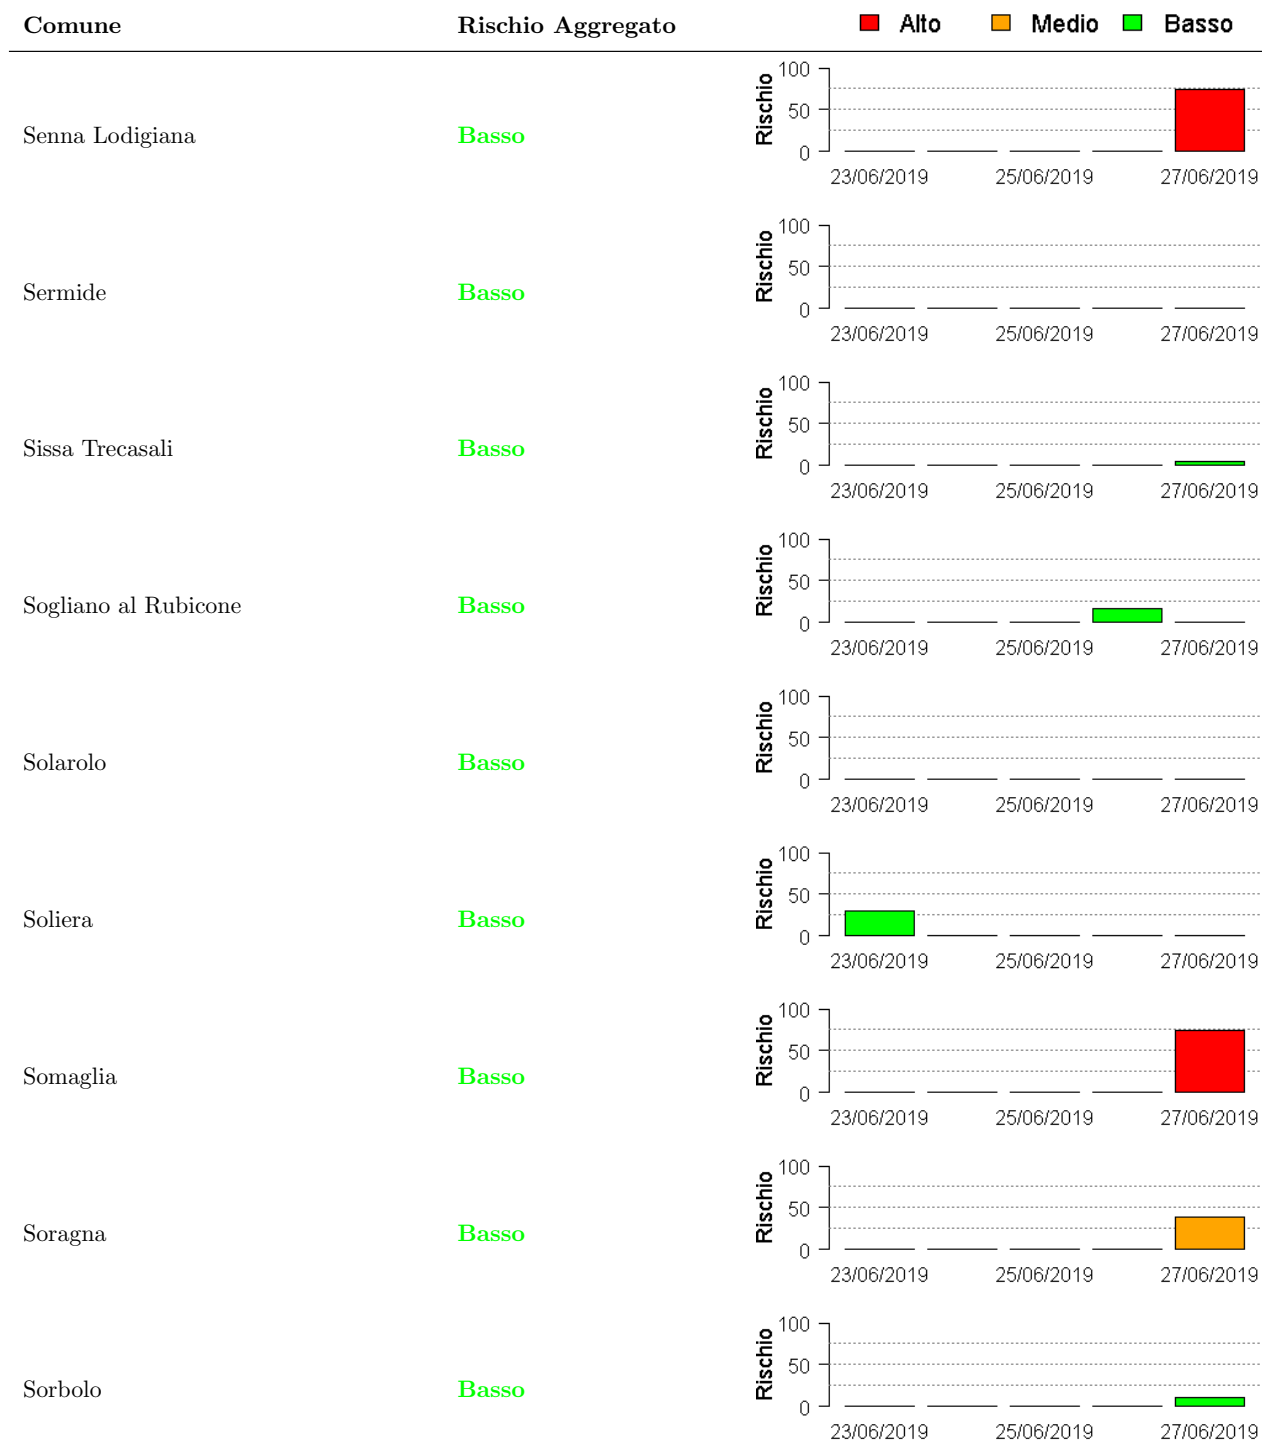 Comune Rischio Aggregato Alto Medio Basso
100
50
0
Rischio
Senna Lodigiana Basso
23/06/2019 25/06/2019 27/06/2019
100
50
0
Rischio
Sermide Basso
23/06/2019 25/06/2019 27/06/2019
100
50
0
Rischio
Sissa Trecasali Basso
23/06/2019 25/06/2019 27/06/2019
100
50
0
Rischio
Sogliano al Rubicone Basso
23/06/2019 25/06/2019 27/06/2019
100
50
0
Rischio
Solarolo Basso
23/06/2019 25/06/2019 27/06/2019
100
50
0
Rischio
Soliera Basso
23/06/2019 25/06/2019 27/06/2019
100
50
0
Rischio
Somaglia Basso
23/06/2019 25/06/2019 27/06/2019
100
50
0
Rischio
Soragna Basso
23/06/2019 25/06/2019 27/06/2019
100
50
0
Rischio
Sorbolo Basso
23/06/2019 25/06/2019 27/06/2019